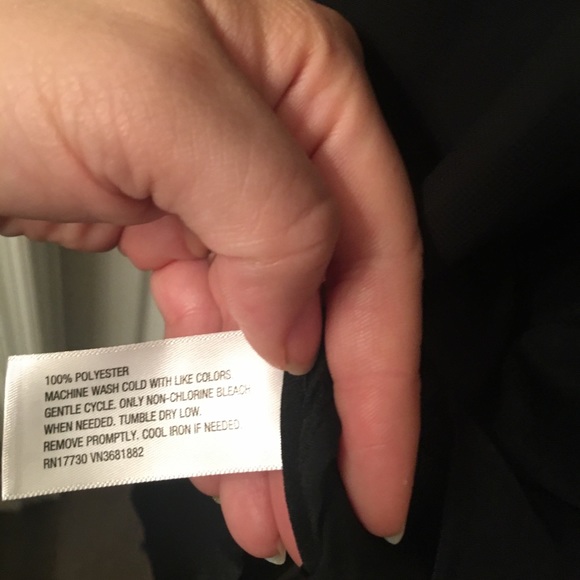 100% POLYESTER
MACHINE WASH COLD WITH LIKE COLORS
GENTLE CYCLE. ONLY NON-CHLORINE BLEACH
WHEN NEEDED. TUMBLE DRY LOW.
REMOVE PROMPTLY. COOL IRON IF NEEDED
RN17730 VN3681882